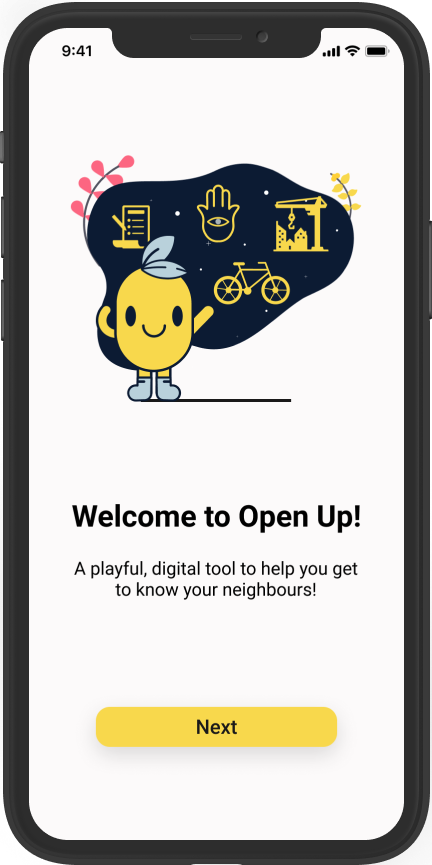 9:41
Welcome to Open Up!
A playful, digital tool to help you get
to know your neighbours!
Next